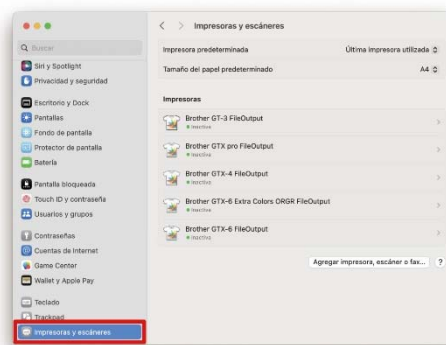 Buscar
Siri y Spotlight
Privacidad y seguridad
Escritorio y Dock
Pantallas
Fondo de pantalla
Protector de pantalla
Batería
Pantalla bloqueada
Touch ID y contraseña
Usuarios y grupos
Contraseñas
Cuentas de Internet
Game Center
Wallet y Apple Pay
Teclado
Trackpad
Impresoras y escáneres
Impresoras y escáneres
Impresora predeterminada Última impresora utilizada
Tamaño del papel predeterminado A4
Impresoras
Brother GT-3 FileOutput
Inactiva
Brother GTX pro FileOutput
Inactiva
Brother GTX-4 FileOutput
Inactiva
Brother GTX-6 Extra Colors ORGR FileOutput
Inactiva
Brother GTX-6 FileOutput
Inactiva
Agregar impresora, escáner o fax... ?